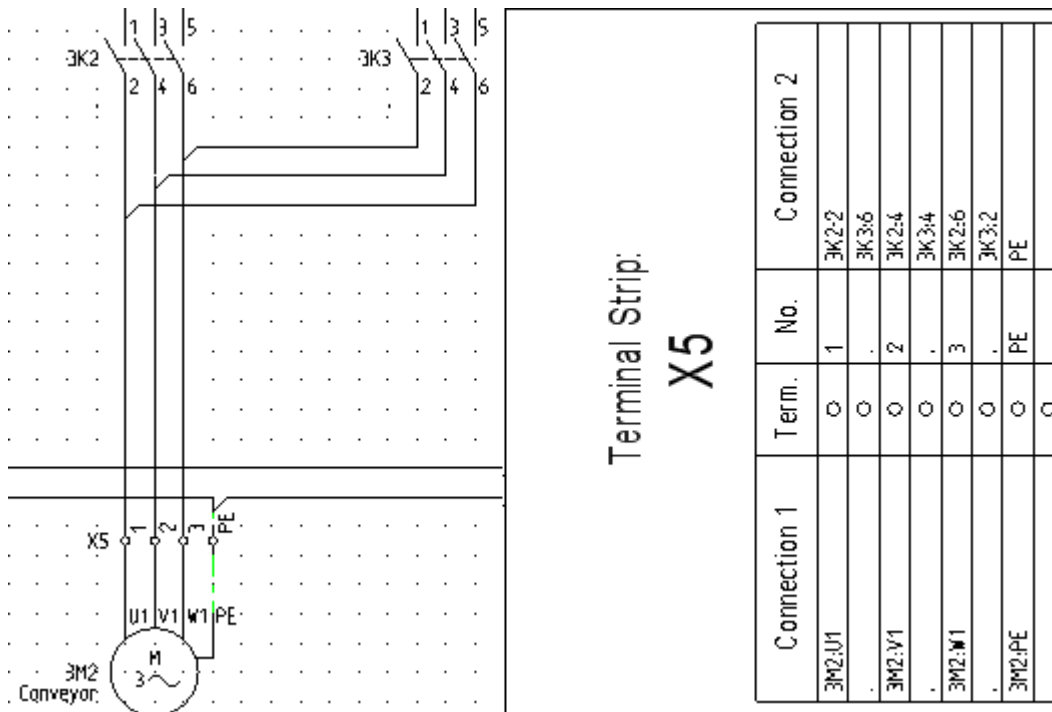 1 3 5
3K2
2 4 6
1 3 5
3K3
2 4 6
X5 1 2 3 PE
U1 V1 W1 PE
M
3
3M2
Conveyor
Terminal Strip:
X5
Connection 1 Term. No. Connection 2
3M2:U1 1 3K2:2
. . 3K3:6
3M2:V1 2 3K2:4
. . 3K3:4
3M2:W1 3 3K2:6
. . 3K3:2
3M2:PE PE PE